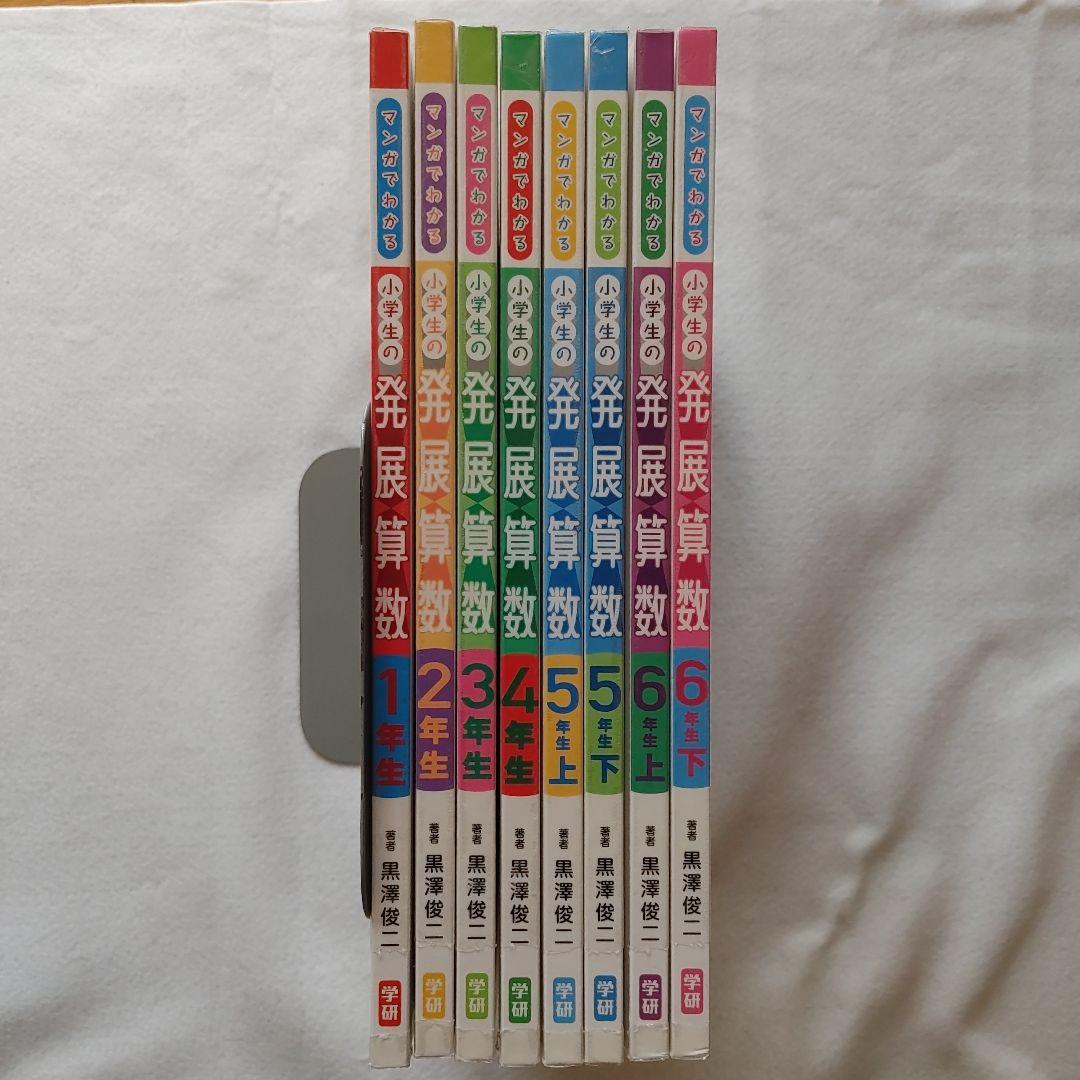 マンガでわかる
小学生の
発展算数
1年生
著者 黒澤俊二
学研
マンガでわかる
小学生の
発展算数
2年生
著者 黒澤俊二
学研
マンガでわかる
小学生の
発展算数
3年生
著者 黒澤俊二
学研
マンガでわかる
小学生の
発展算数
4年生
著者 黒澤俊二
学研
マンガでわかる
小学生の
発展算数
5年生上
著者 黒澤俊二
学研
マンガでわかる
小学生の
発展算数
5年生下
著者 黒澤俊二
学研
マンガでわかる
小学生の
発展算数
6年生上
著者 黒澤俊二
学研
マンガでわかる
小学生の
発展算数
6年生下
著者 黒澤俊二
学研